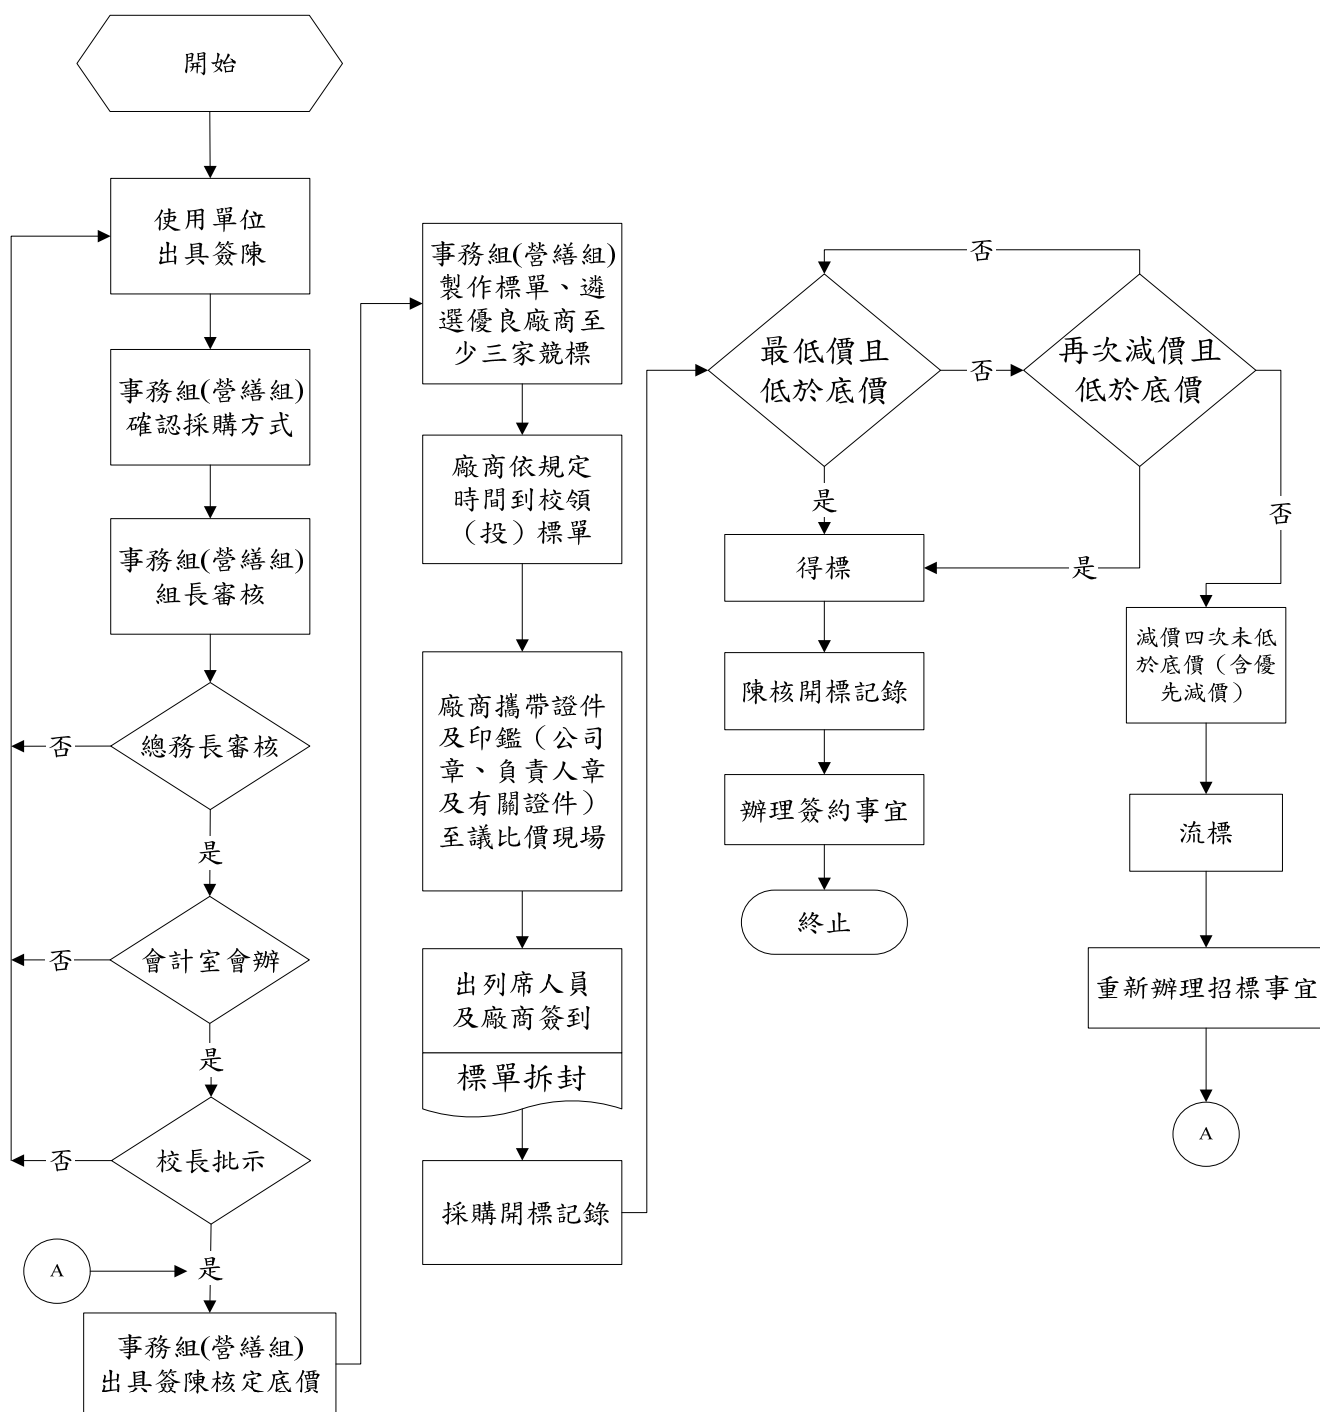 開始
使用單位
出具簽陳
事務組(營繕組)
確認採購方式
事務組(營繕組)
組長審核
總務長審核
否
是
會計室會辦
否
是
校長批示
否
是
A
事務組(營繕組)
出具簽陳核定底價
事務組(營繕組)
製作標單、遴
選優良廠商至
少三家競標
廠商依規定
時間到校領
（投）標單
廠商攜帶證件
及印鑑（公司
章、負責人章
及有關證件）
至議比價現場
出列席人員
及廠商簽到
標單拆封
採購開標記錄
最低價且
低於底價
否
否
再次減價且
低於底價
是
是
否
得標
陳核開標記錄
辦理簽約事宜
終止
減價四次未低
於底價（含優
先減價）
流標
重新辦理招標事宜
A